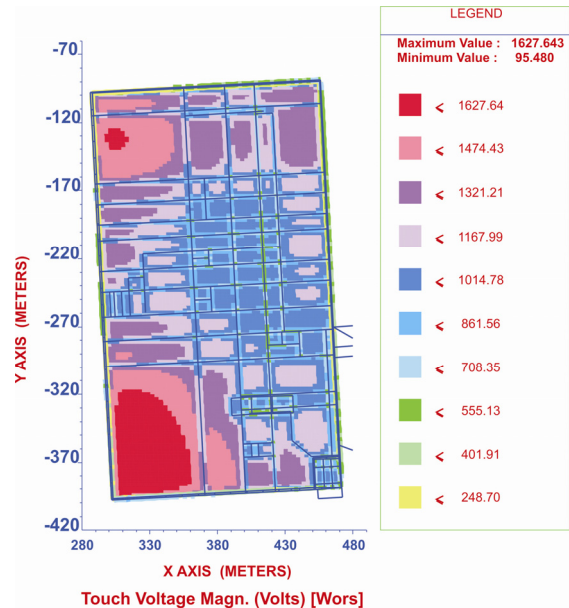 LEGEND
Maximum Value : 1627.643
Minimum Value : 95.480
< 1627.64
< 1474.43
< 1321.21
< 1167.99
< 1014.78
< 861.56
< 708.35
< 555.13
< 401.91
< 248.70
Y AXIS (METERS)
-70
-120
-170
-220
-270
-320
-370
-420
280 330 380 430 480
X AXIS (METERS)
Touch Voltage Magn. (Volts) [Wors]